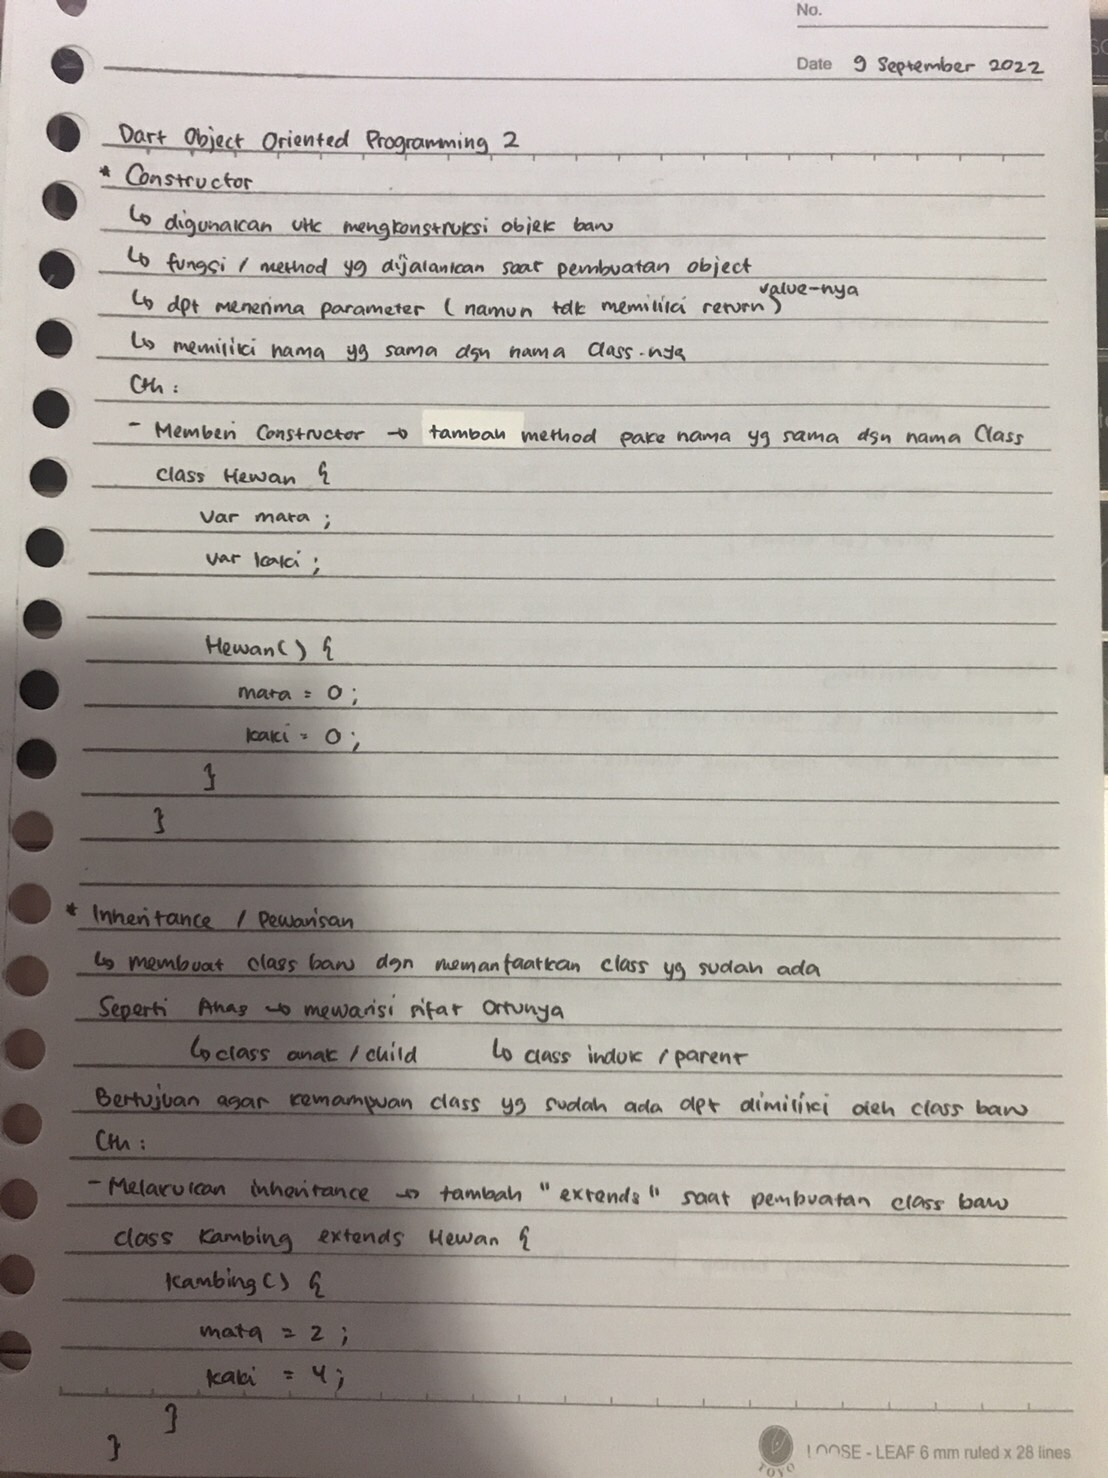 No.
Date 9 September 2022
Dart Object Oriented Programming 2
* Constructor
↳ digunakan utk mengkonstruksi objek baru
↳ fungsi / method yg dijalankan saat pembuatan object
↳ dpt menerima parameter (namun tdk memiliki return value-nya)
↳ memiliki nama yg sama dgn nama Class-nya
Cth :
- Memberi Constructor → tambah method pake nama yg sama dgn nama Class
class Hewan {
var mata ;
var kaki ;
Hewan() {
mata = 0 ;
kaki = 0 ;
}
}
* Inheritance / Pewarisan
↳ membuat class baru dgn memanfaatkan class yg sudah ada
Seperti Anak → mewarisi sifat Ortunya
↳ class anak / child ↳ class induk / parent
Bertujuan agar kemampuan class yg sudah ada dpt dimiliki oleh class baru
Cth :
- Melakukan inheritance → tambah "extends" saat pembuatan class baru
class Kambing extends Hewan {
Kambing() {
mata = 2 ;
kaki = 4 ;
}
}
TOYO
LOOSE - LEAF 6 mm ruled x 28 lines